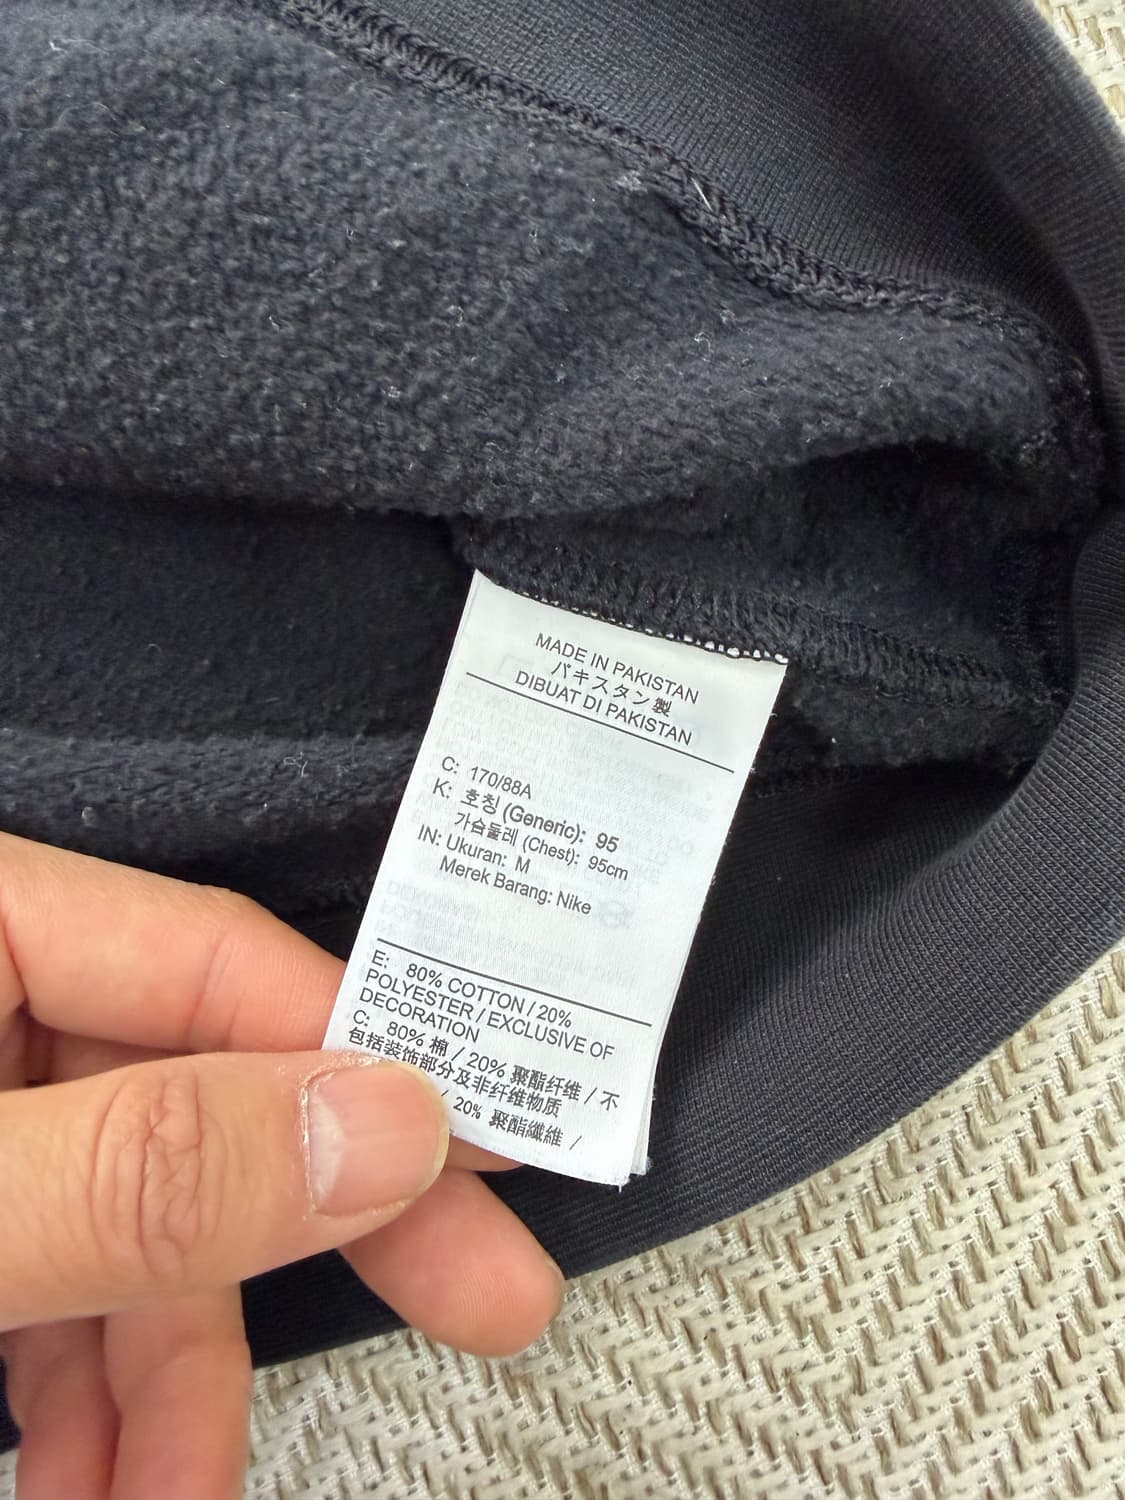 MADE IN PAKISTAN
パキスタン製
DIBUAT DI PAKISTAN
C: 170/88A
K: 호칭 (Generic): 95
가슴둘레 (Chest): 95cm
IN: Ukuran: M
Merek Barang: Nike
E: 80% COTTON / 20%
POLYESTER / EXCLUSIVE OF
DECORATION
C: 80% 棉 / 20% 聚酯纤维 / 不
包括装饰部分及非纤维物质
/ 20% 聚酯纖維 /